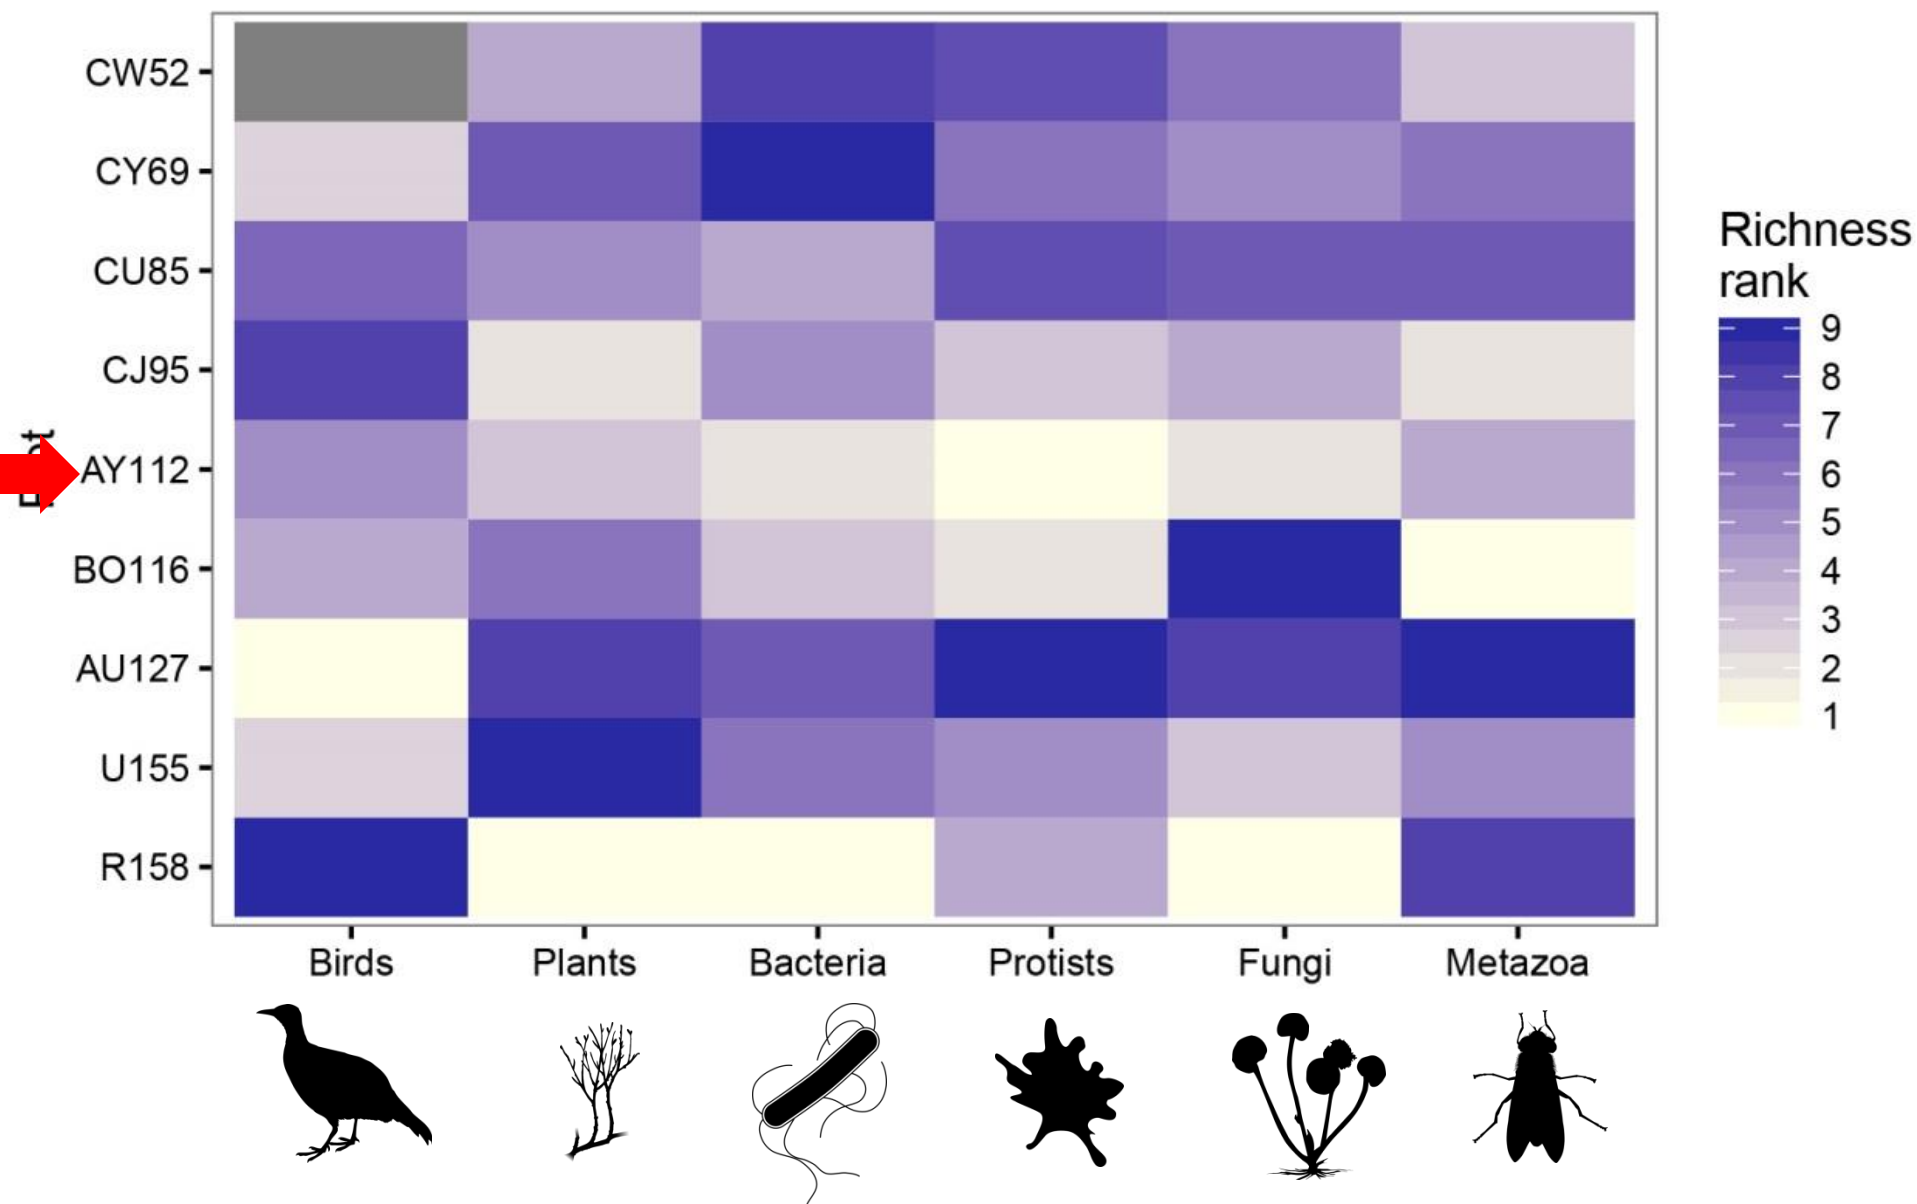 CW52
CY69
CU85
CJ95
AY112
BO116
AU127
U155
R158
Birds Plants Bacteria Protists Fungi Metazoa
Richness
rank
9
8
7
6
5
4
3
2
1